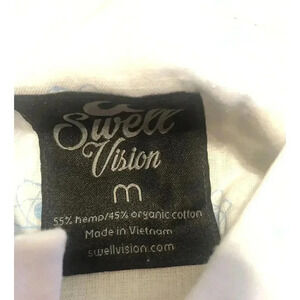 Swell
Vision
m
55% hemp/45% organic cotton
Made in Vietnam
swellvision.com